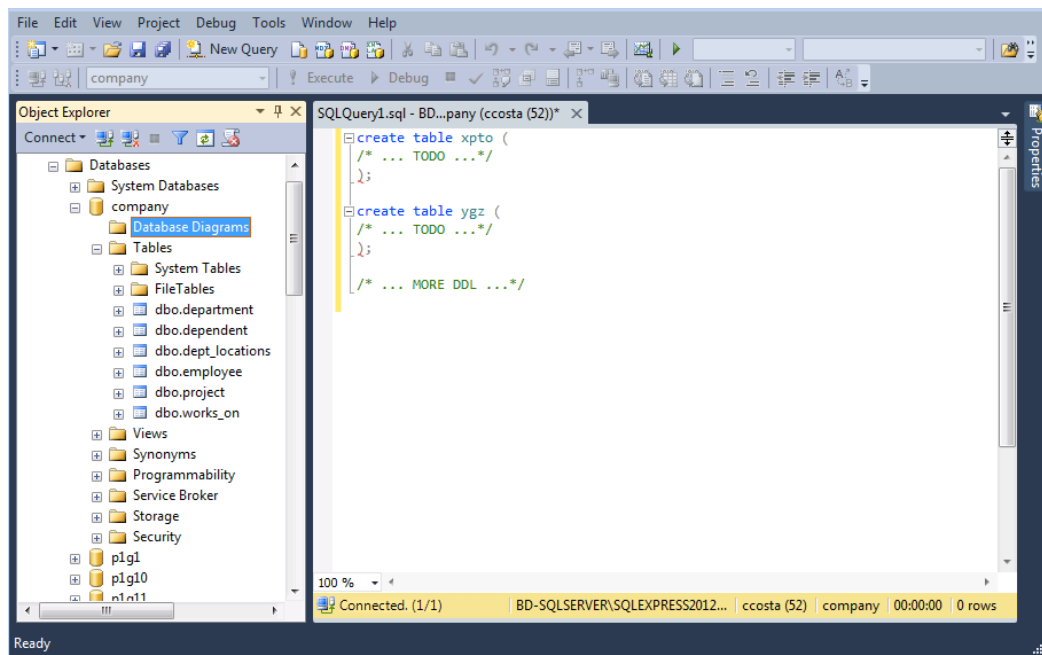 File Edit View Project Debug Tools Window Help
New Query
company Execute Debug
Object Explorer
Connect
Databases
System Databases
company
Database Diagrams
Tables
System Tables
FileTables
dbo.department
dbo.dependent
dbo.dept_locations
dbo.employee
dbo.project
dbo.works_on
Views
Synonyms
Programmability
Service Broker
Storage
Security
p1g1
p1g10
p1g11
SQLQuery1.sql - BD...pany (ccosta (52))*
create table xpto (
/* ... TODO ...*/
);
create table ygz (
/* ... TODO ...*/
);
/* ... MORE DDL ...*/
100 %
Connected. (1/1) BD-SQLSERVER\SQLEXPRESS2012... ccosta (52) company 00:00:00 0 rows
Properties
Ready